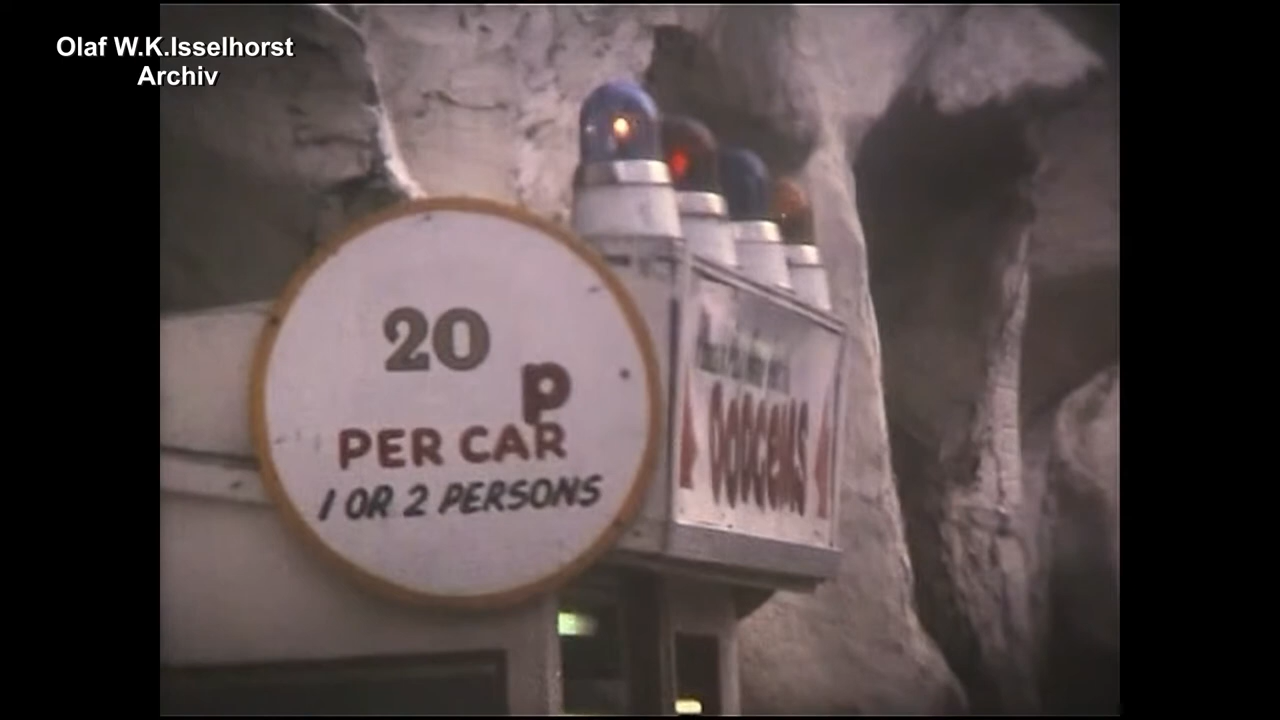 Olaf W.K.Isselhorst
Archiv
20
p
PER CAR
1 OR 2 PERSONS
DODGEMS